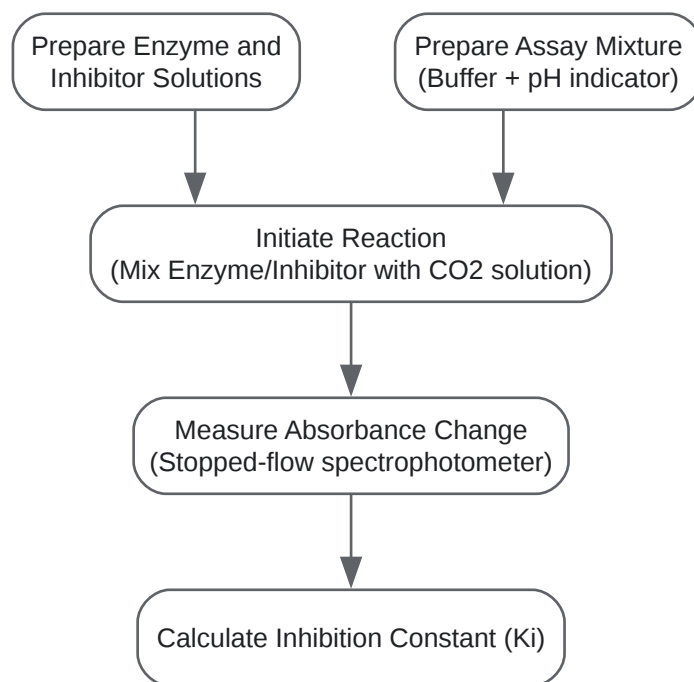 Prepare Enzyme and
Inhibitor Solutions
Prepare Assay Mixture
(Buffer + pH indicator)
Initiate Reaction
(Mix Enzyme/Inhibitor with CO2 solution)
Measure Absorbance Change
(Stopped-flow spectrophotometer)
Calculate Inhibition Constant (Ki)